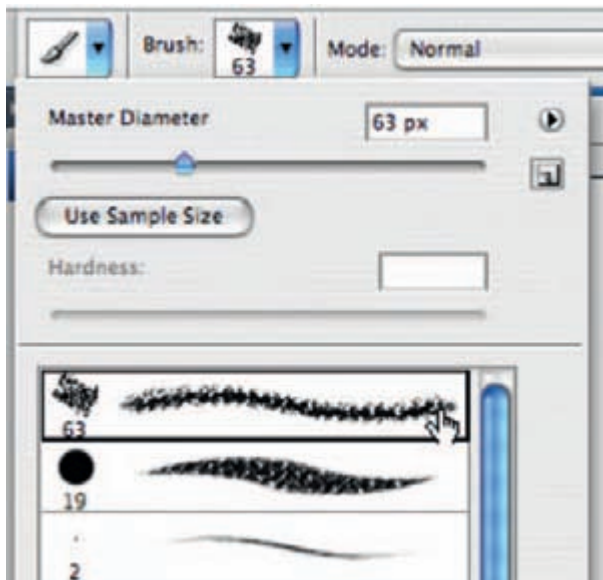 Brush:
63
Mode: Normal
Master Diameter 63 px
Use Sample Size
Hardness:
63
19
2